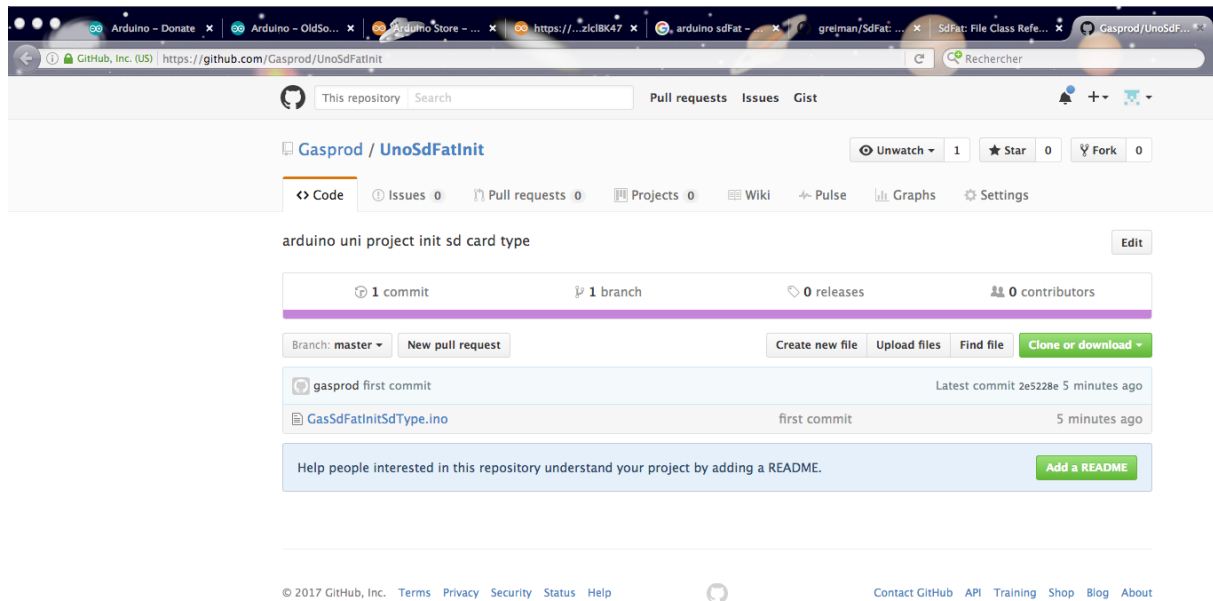 Arduino – Donate x Arduino – OldSo... x Arduino Store – ... x https://...zlclBK47 x arduino sdFat – ... x greiman/SdFat: ... x SdFat: File Class Refe... x Gasprod/UnoSdF... x
GitHub, Inc. (US) https://github.com/Gasprod/UnoSdFatInit Rechercher
This repository Search Pull requests Issues Gist
Gasprod / UnoSdFatInit Unwatch 1 Star 0 Fork 0
<> Code Issues 0 Pull requests 0 Projects 0 Wiki Pulse Graphs Settings
arduino uni project init sd card type Edit
1 commit 1 branch 0 releases 0 contributors
Branch: master New pull request Create new file Upload files Find file Clone or download
gasprod first commit Latest commit 2e5228e 5 minutes ago
GasSdFatInitSdType.ino first commit 5 minutes ago
Help people interested in this repository understand your project by adding a README. Add a README
© 2017 GitHub, Inc. Terms Privacy Security Status Help Contact GitHub API Training Shop Blog About